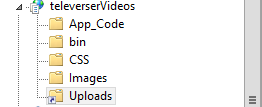 televerserVideos
App_Code
bin
CSS
Images
Uploads